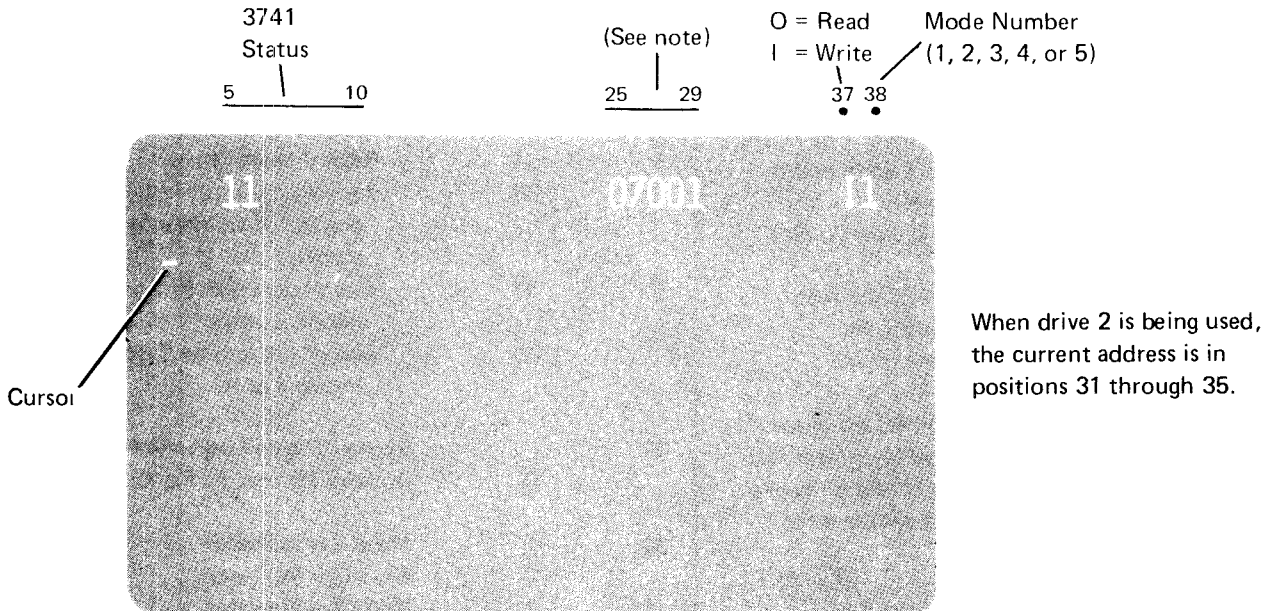 3741
Status
5 10
(See note)
25 29
O = Read
I = Write
37 38
Mode Number
(1, 2, 3, 4, or 5)
11 07001 I1
Cursor
When drive 2 is being used,
the current address is in
positions 31 through 35.